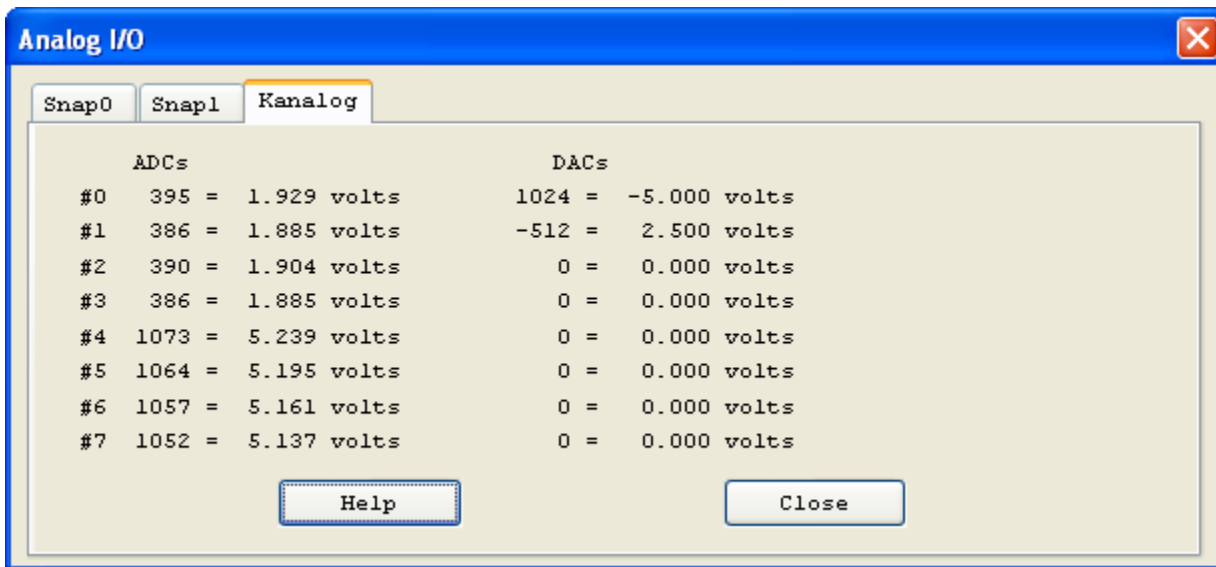 Analog I/O
Snap0 Snap1 Kanalog
ADCs DACs
#0 395 = 1.929 volts 1024 = -5.000 volts
#1 386 = 1.885 volts -512 = 2.500 volts
#2 390 = 1.904 volts 0 = 0.000 volts
#3 386 = 1.885 volts 0 = 0.000 volts
#4 1073 = 5.239 volts 0 = 0.000 volts
#5 1064 = 5.195 volts 0 = 0.000 volts
#6 1057 = 5.161 volts 0 = 0.000 volts
#7 1052 = 5.137 volts 0 = 0.000 volts
Help Close